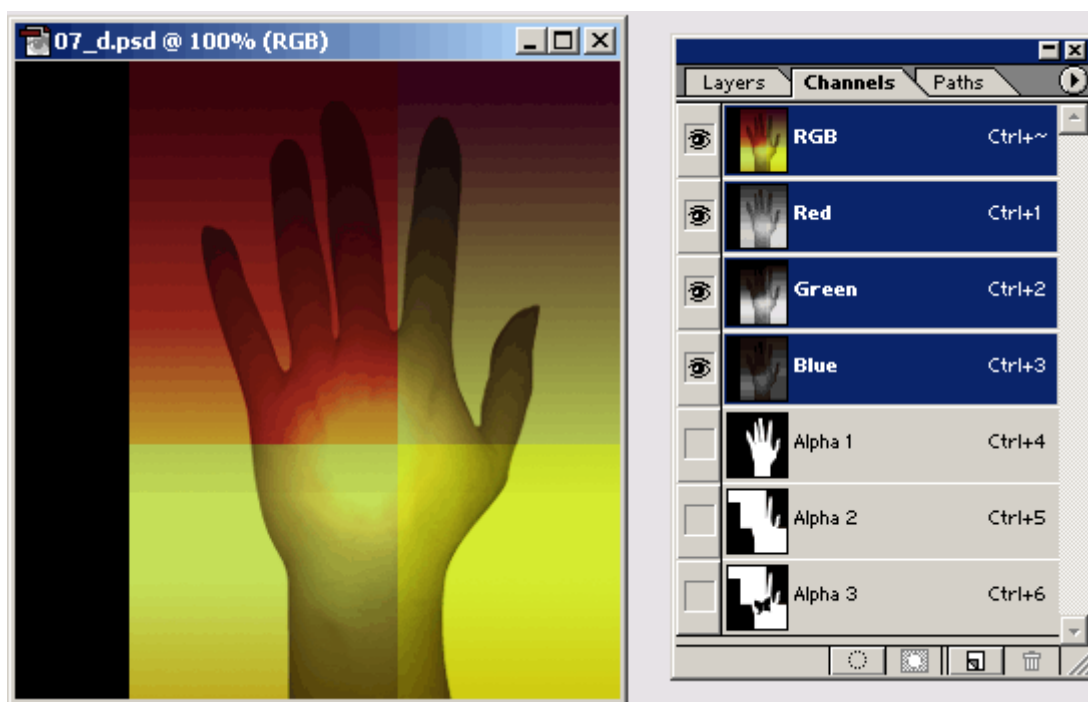 07_d.psd @ 100% (RGB)
Layers Channels Paths
RGB Ctrl+~
Red Ctrl+1
Green Ctrl+2
Blue Ctrl+3
Alpha 1 Ctrl+4
Alpha 2 Ctrl+5
Alpha 3 Ctrl+6